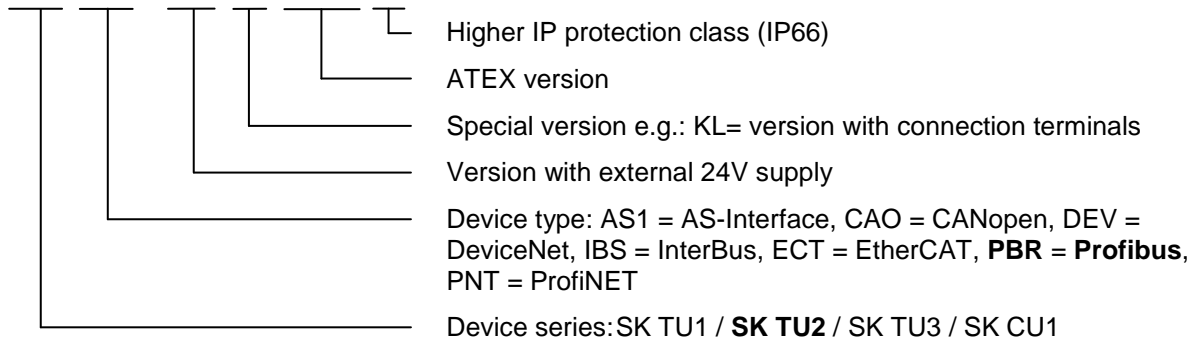 Higher IP protection class (IP66)
ATEX version
Special version e.g.: KL= version with connection terminals
Version with external 24V supply
Device type: AS1 = AS-Interface, CAO = CANopen, DEV =
DeviceNet, IBS = InterBus, ECT = EtherCAT, PBR = Profibus,
PNT = ProfiNET
Device series: SK TU1 / SK TU2 / SK TU3 / SK CU1